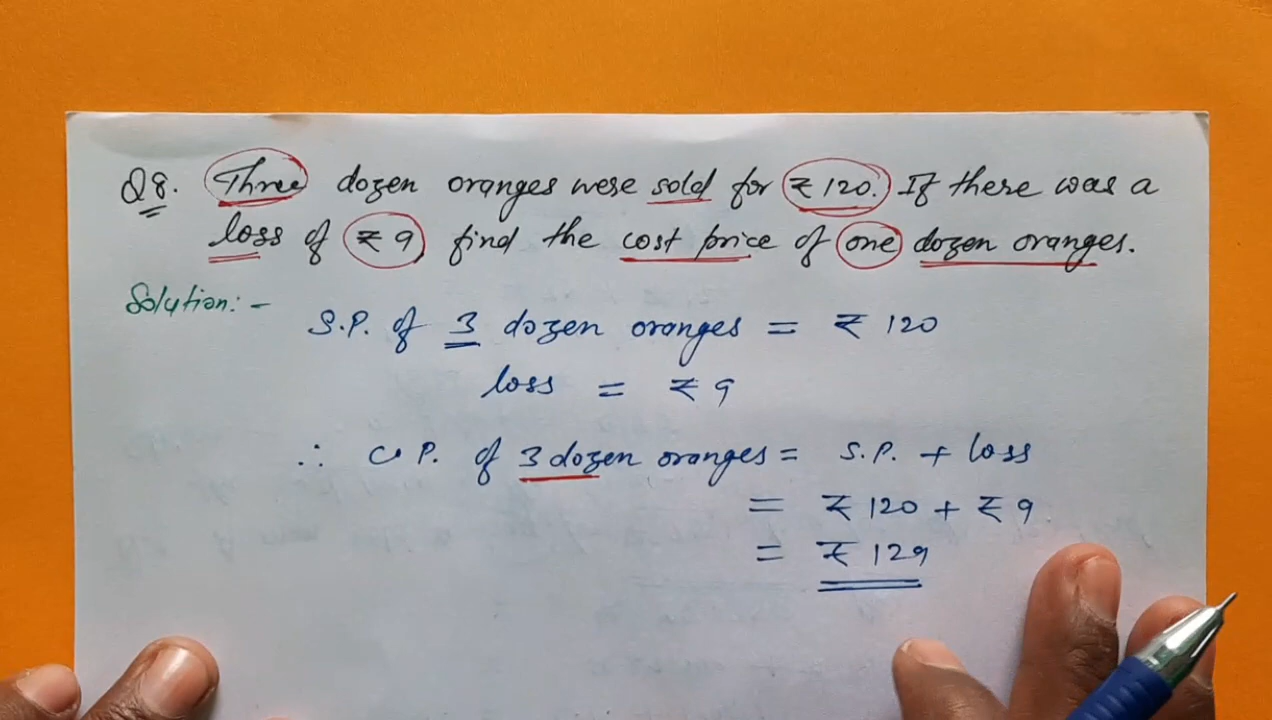 Q8. Three dozen oranges were sold for ₹ 120. If there was a
loss of ₹ 9 find the cost price of one dozen oranges.
Solution:-
S.P. of 3 dozen oranges = ₹ 120
loss = ₹ 9
∴ C.P. of 3 dozen oranges = S.P. + loss
= ₹ 120 + ₹ 9
= ₹ 129